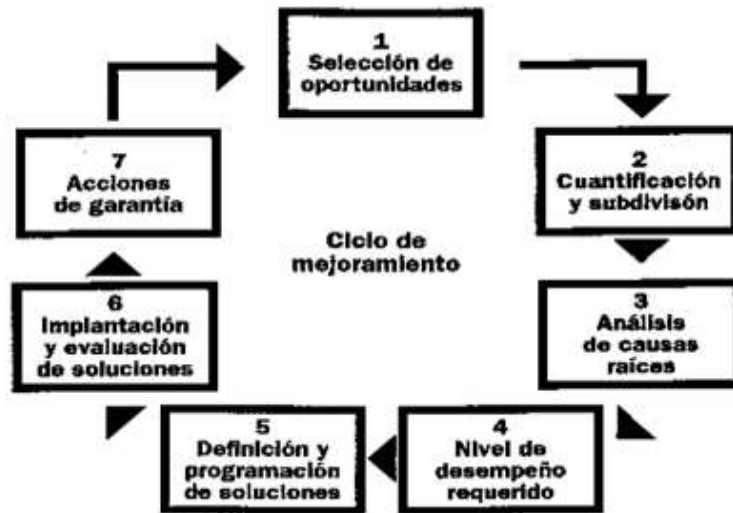 1
Selección de
oportunidades
2
Cuantificación
y subdivisón
3
Análisis
de causas
raíces
4
Nivel de
desempeño
requerido
5
Definición y
programación
de soluciones
6
Implantación
y evaluación
de soluciones
7
Acciones
de garantía
Ciclo de
mejoramiento